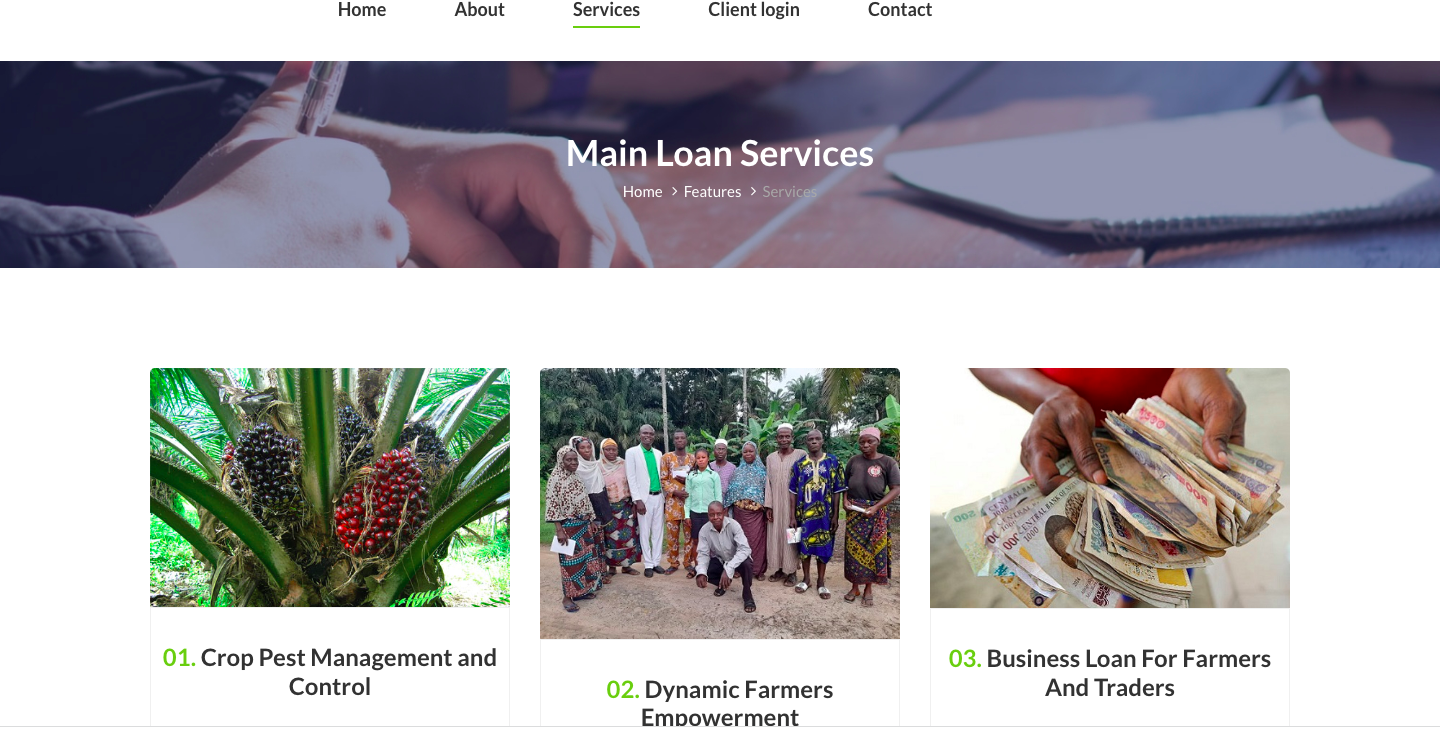 Home About Services Client login Contact
Main Loan Services
Home > Features > Services
01. Crop Pest Management and
Control
02. Dynamic Farmers
Empowerment
03. Business Loan For Farmers
And Traders